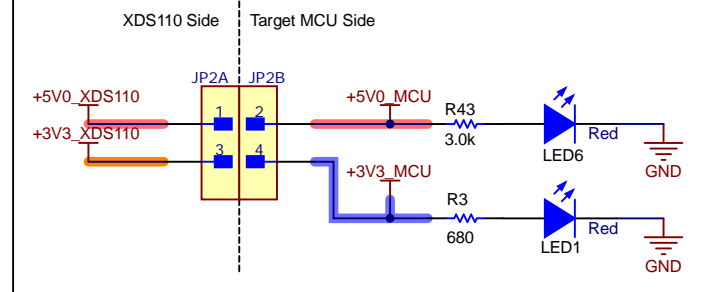 XDS110 Side Target MCU Side
JP2A JP2B
+5V0_XDS110 1 2 +5V0_MCU R43
3.0k LED6 Red GND
+3V3_XDS110 3 4
+3V3_MCU R3
680 LED1 Red GND